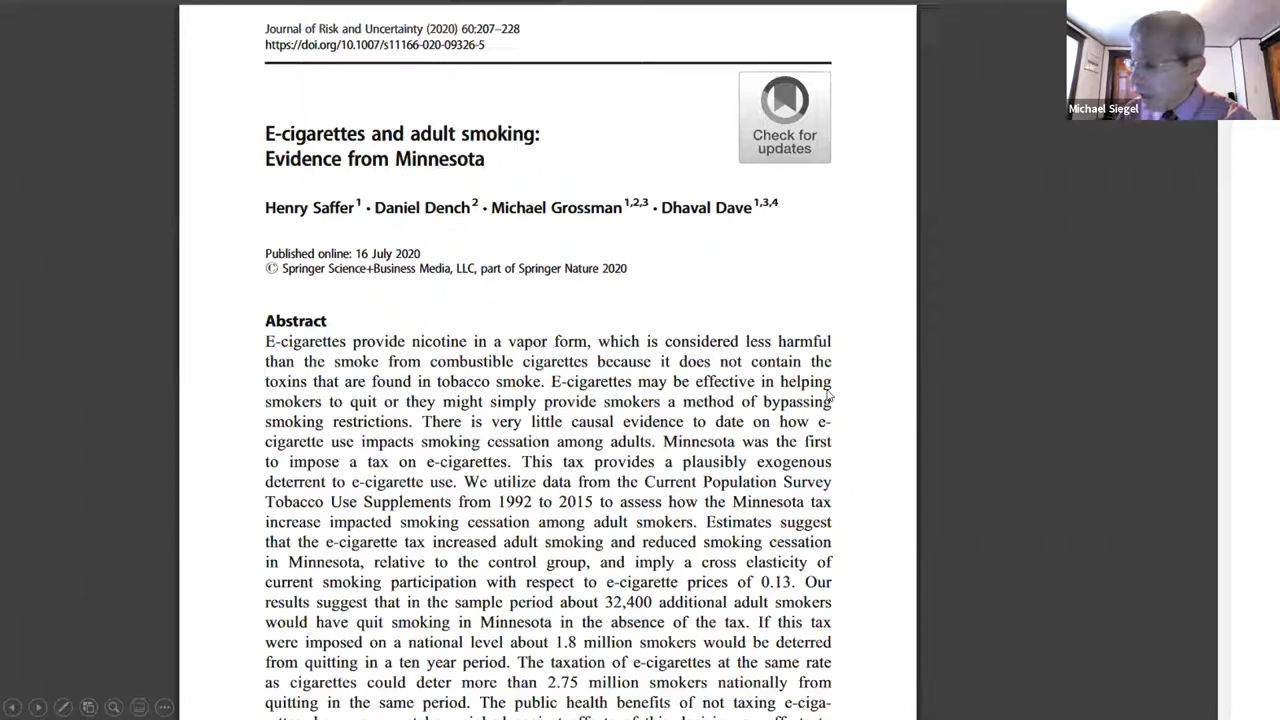 Journal of Risk and Uncertainty (2020) 60:207–228
https://doi.org/10.1007/s11166-020-09326-5
Check for
updates
E-cigarettes and adult smoking:
Evidence from Minnesota
Henry Saffer1 · Daniel Dench2 · Michael Grossman1,2,3 · Dhaval Dave1,3,4
Published online: 16 July 2020
© Springer Science+Business Media, LLC, part of Springer Nature 2020
Abstract
E-cigarettes provide nicotine in a vapor form, which is considered less harmful
than the smoke from combustible cigarettes because it does not contain the
toxins that are found in tobacco smoke. E-cigarettes may be effective in helping
smokers to quit or they might simply provide smokers a method of bypassing
smoking restrictions. There is very little causal evidence to date on how e-
cigarette use impacts smoking cessation among adults. Minnesota was the first
to impose a tax on e-cigarettes. This tax provides a plausibly exogenous
deterrent to e-cigarette use. We utilize data from the Current Population Survey
Tobacco Use Supplements from 1992 to 2015 to assess how the Minnesota tax
increase impacted smoking cessation among adult smokers. Estimates suggest
that the e-cigarette tax increased adult smoking and reduced smoking cessation
in Minnesota, relative to the control group, and imply a cross elasticity of
current smoking participation with respect to e-cigarette prices of 0.13. Our
results suggest that in the sample period about 32,400 additional adult smokers
would have quit smoking in Minnesota in the absence of the tax. If this tax
were imposed on a national level about 1.8 million smokers would be deterred
from quitting in a ten year period. The taxation of e-cigarettes at the same rate
as cigarettes could deter more than 2.75 million smokers nationally from
quitting in the same period. The public health benefits of not taxing e-ciga-
Michael Siegel